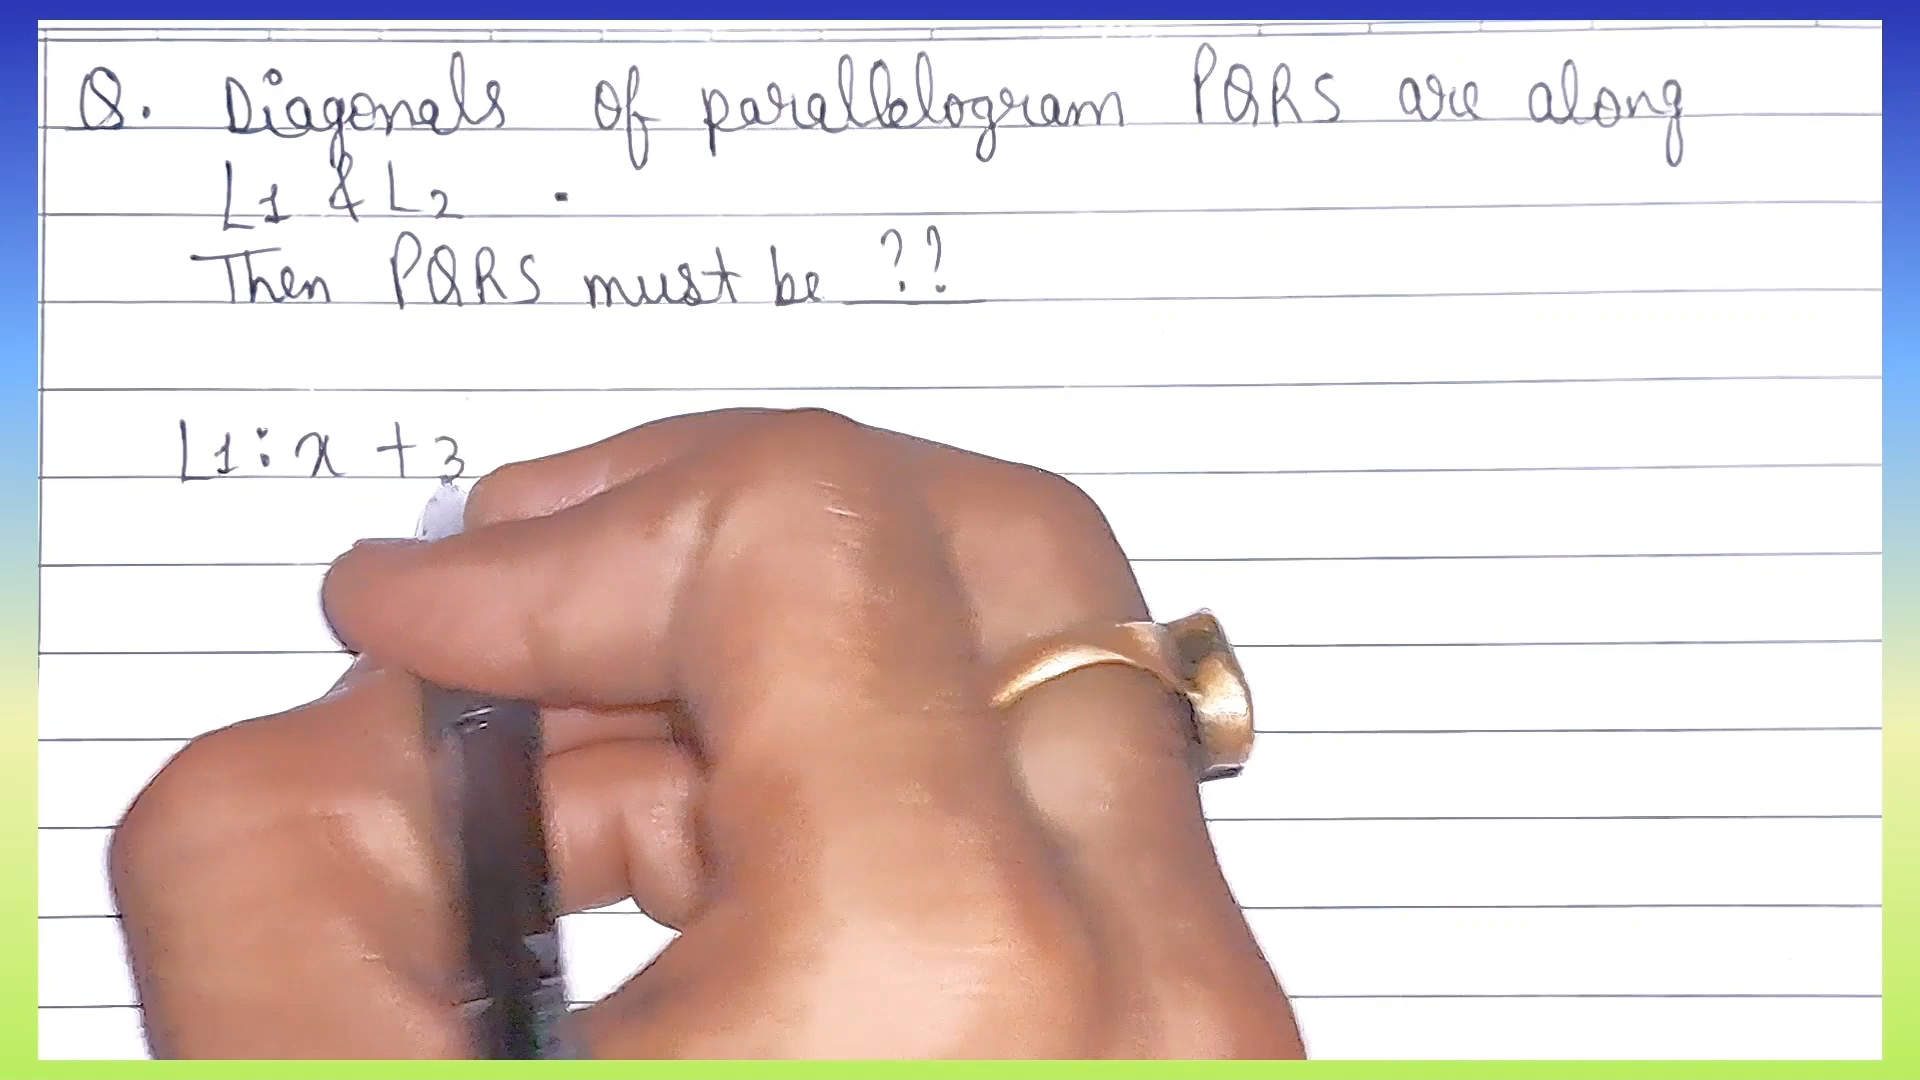 Q. Diagonals of parallelogram PQRS are along
L1 & L2 .
Then PQRS must be ??
L1: x + 3